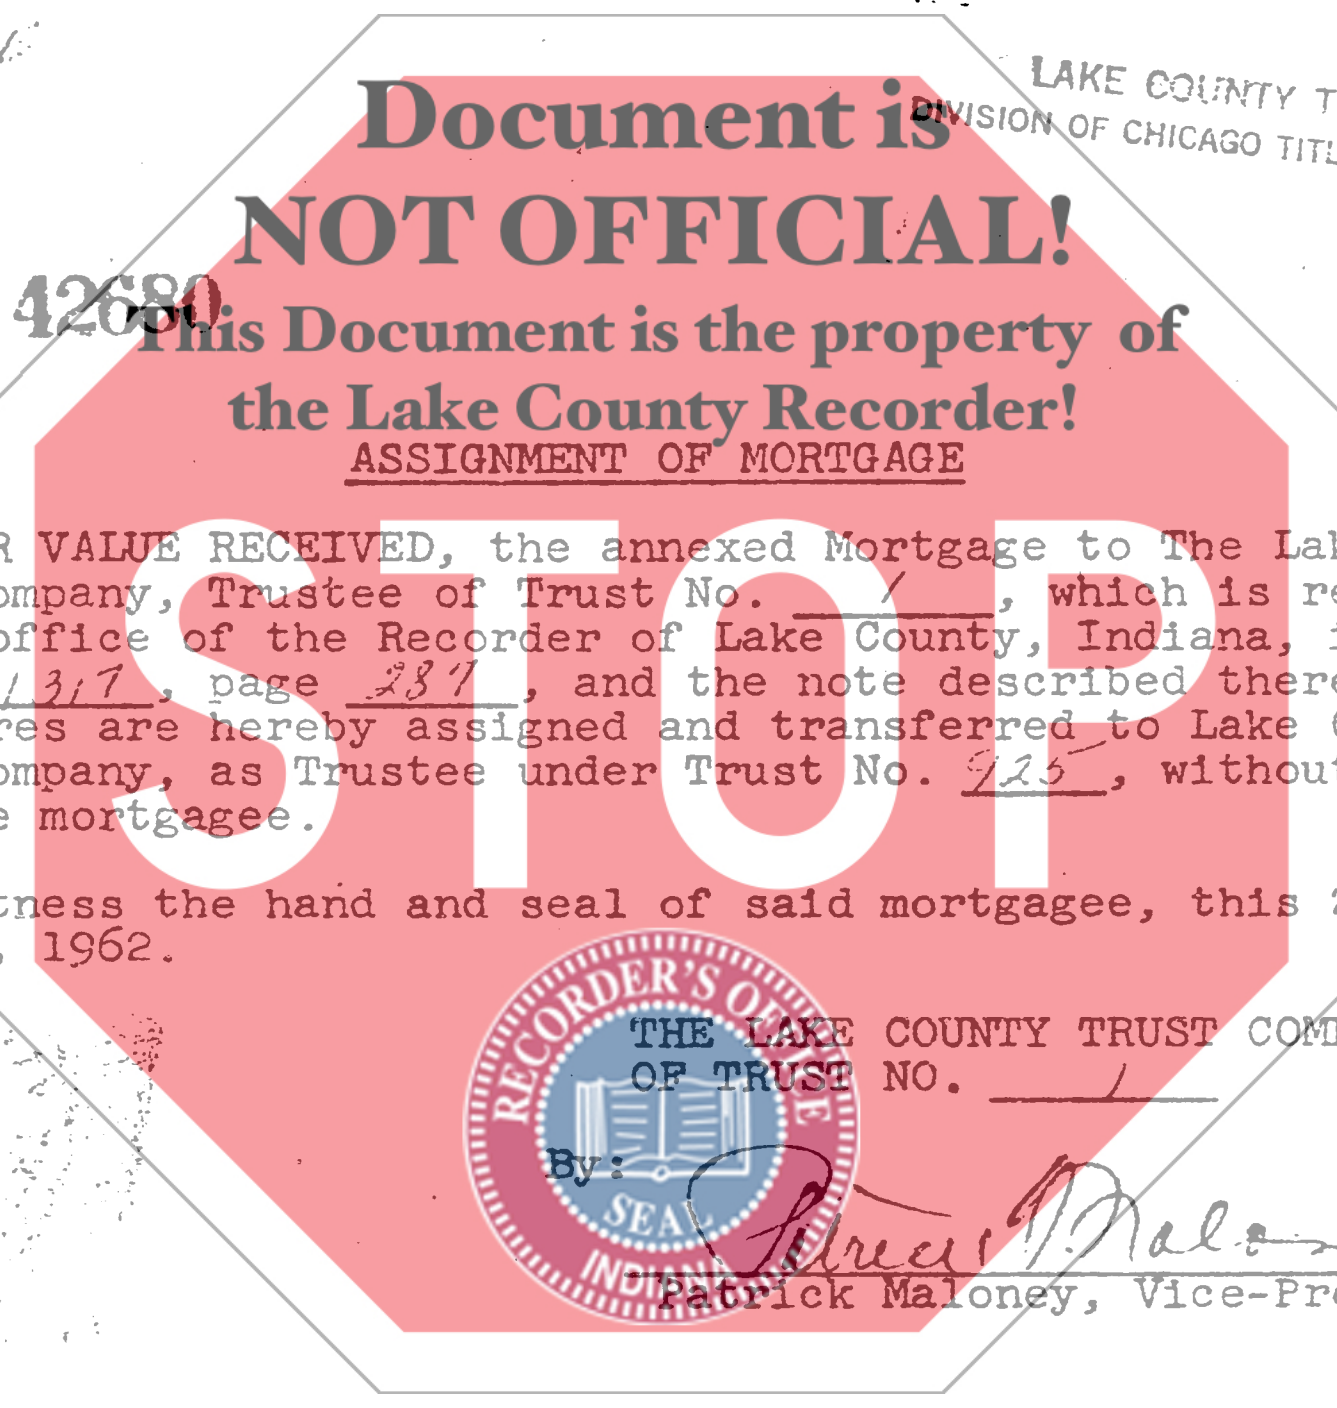 LAKE COUNTY T
DIVISION OF CHICAGO TITL
Document is
NOT OFFICIAL!
42680
This Document is the property of
the Lake County Recorder!
ASSIGNMENT OF MORTGAGE
R VALUE RECEIVED, the annexed Mortgage to The Lak
ompany, Trustee of Trust No. 1, which is re
office of the Recorder of Lake County, Indiana, i
, page 287, and the note described there
res are hereby assigned and transferred to Lake C
ompany, as Trustee under Trust No. 925, without
e mortgagee.
STOP
tness the hand and seal of said mortgagee, this 2
, 1962.
RECORDER'S OFFICE
SEAL
INDIANA
THE LAKE COUNTY TRUST COMP
OF TRUST NO. 1
By: Patrick Malon
Patrick Maloney, Vice-Pre